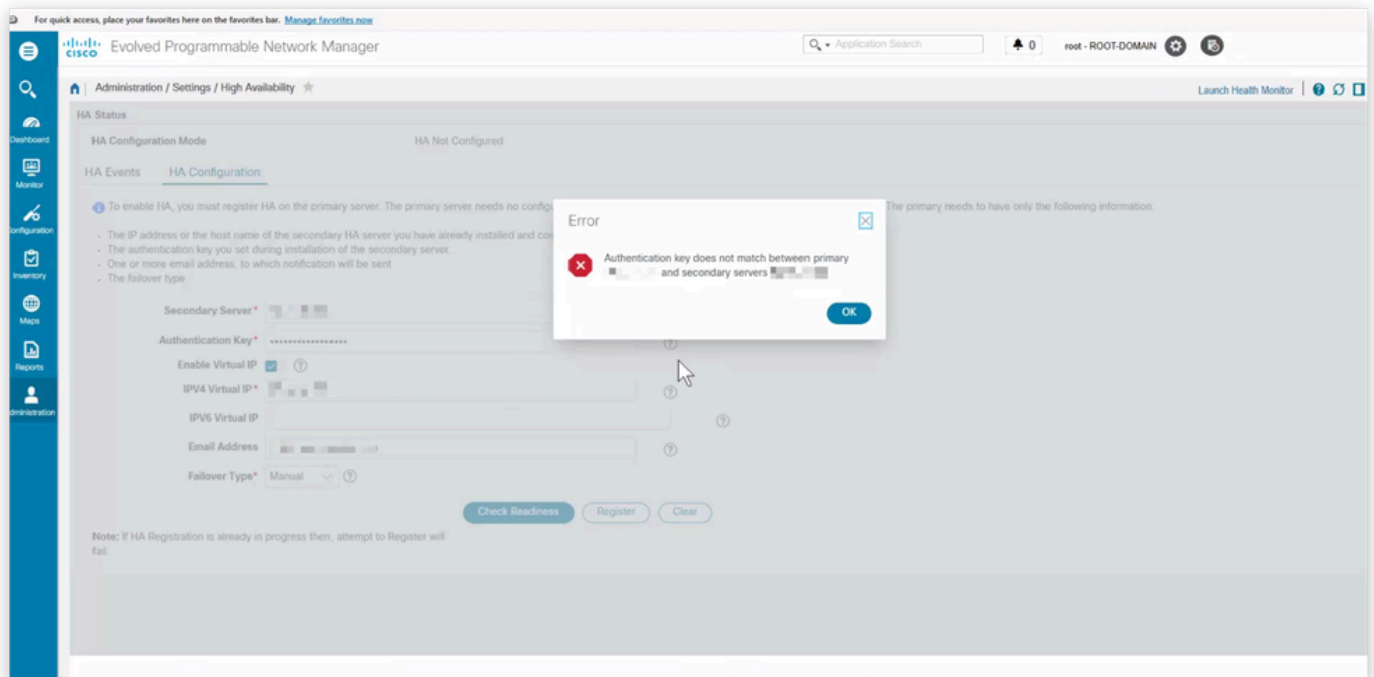 For quick access, place your favorites here on the favorites bar. Manage favorites now
cisco Evolved Programmable Network Manager
Application Search
0
root - ROOT-DOMAIN
Administration / Settings / High Availability
Launch Health Monitor
Dashboard
Monitor
onfiguration
Inventory
Maps
Reports
dministration
HA Status
HA Configuration Mode HA Not Configured
HA Events HA Configuration
To enable HA, you must register HA on the primary server. The primary server needs no configu The primary needs to have only the following information:
- The IP address or the host name of the secondary HA server you have already installed and con
- The authentication key you set during installation of the secondary server.
- One or more email address, to which notification will be sent
- The failover type
Secondary Server*
Authentication Key* •••••••••••••••••
Enable Virtual IP
IPV4 Virtual IP*
IPV6 Virtual IP
Email Address
Failover Type* Manual
Check Readiness Register Clear
Note: If HA Registration is already in progress then, attempt to Register will
fail.
Error
Authentication key does not match between primary
and secondary servers
OK